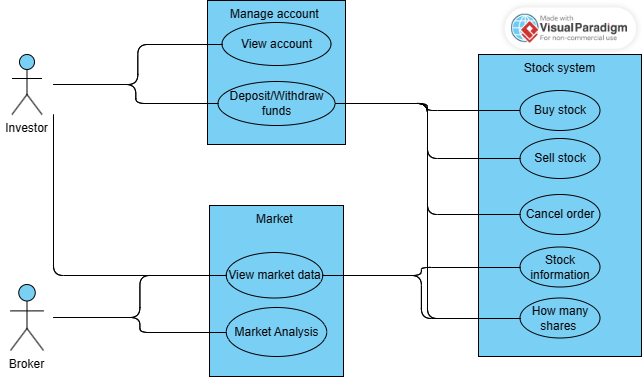 Manage account
View account
Deposit/Withdraw
funds
Investor
Made with
Visual Paradigm
For non-commercial use
Stock system
Buy stock
Sell stock
Cancel order
Stock
information
How many
shares
Market
View market data
Market Analysis
Broker